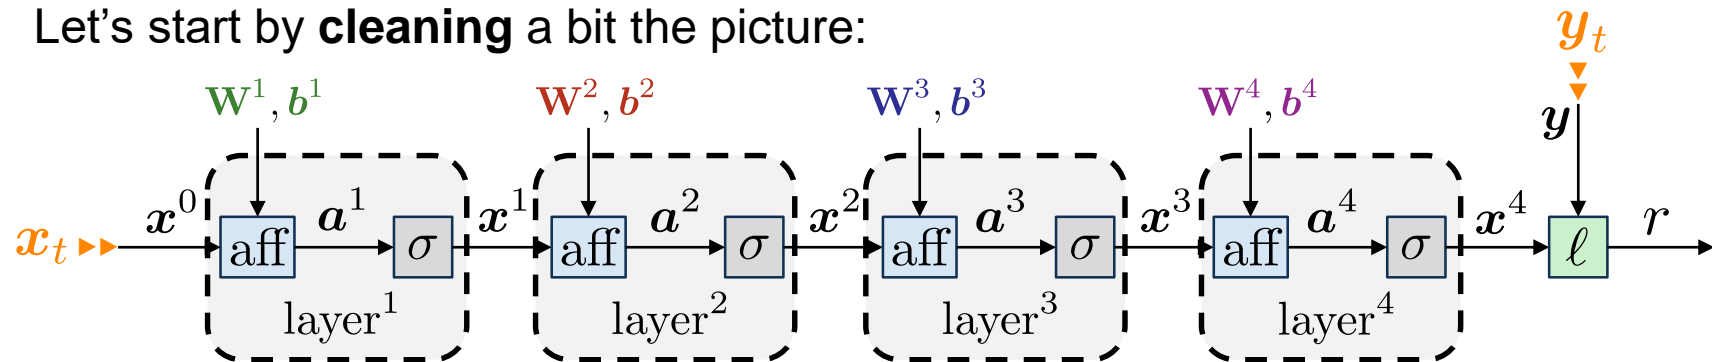 Let’s start by cleaning a bit the picture:
y_t
W^1, b^1 W^2, b^2 W^3, b^3 W^4, b^4
y
x_t x^0 aff a^1 σ x^1 aff a^2 σ x^2 aff a^3 σ x^3 aff a^4 σ x^4 ℓ r
layer^1 layer^2 layer^3 layer^4